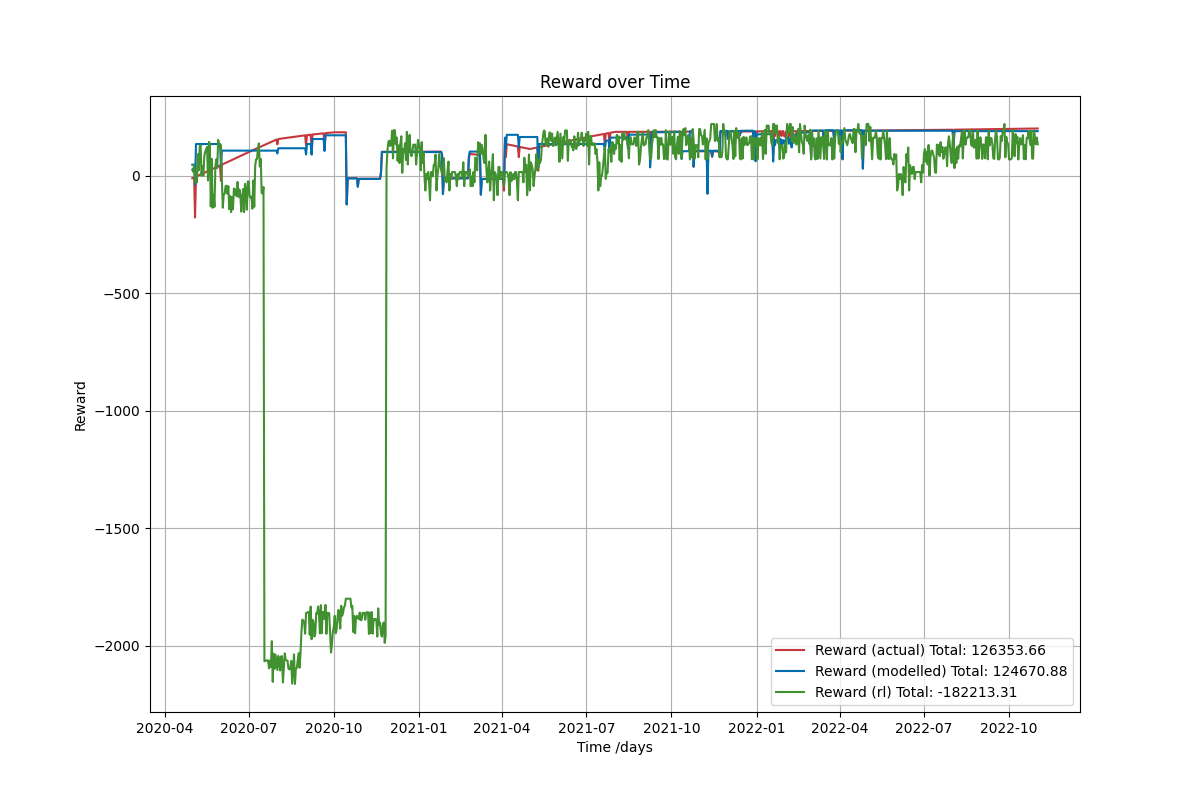 Reward over Time
Reward
0
−500
−1000
−1500
−2000
2020-04 2020-07 2020-10 2021-01 2021-04 2021-07 2021-10 2022-01 2022-04 2022-07 2022-10
Time /days
Reward (actual) Total: 126353.66
Reward (modelled) Total: 124670.88
Reward (rl) Total: -182213.31